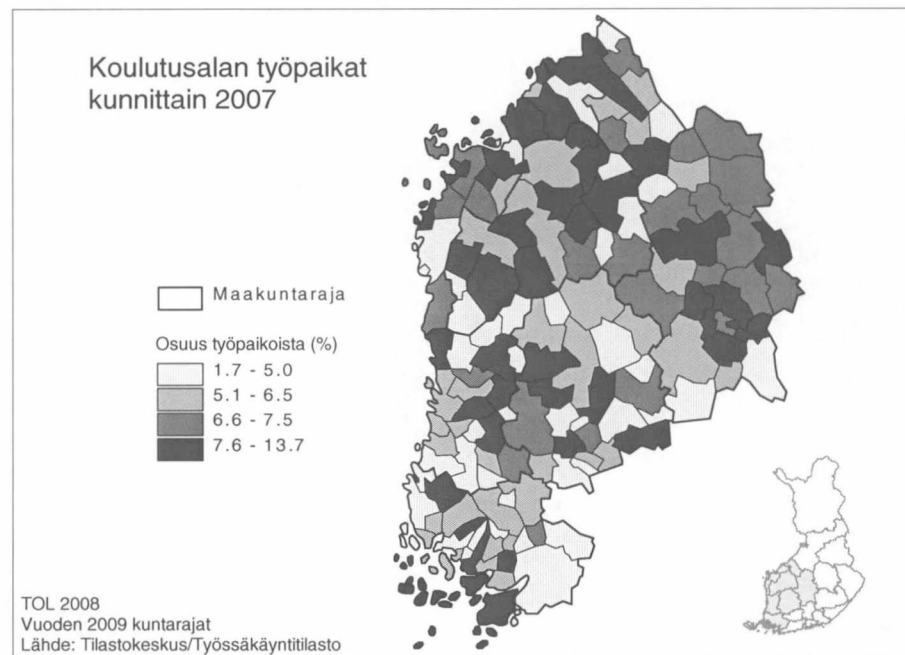 Koulutusalan työpaikat
kunnittain 2007
Maakuntaraja
Osuus työpaikoista (%)
1.7 - 5.0
5.1 - 6.5
6.6 - 7.5
7.6 - 13.7
TOL 2008
Vuoden 2009 kuntarajat
Lähde: Tilastokeskus/Työssäkäyntitilasto